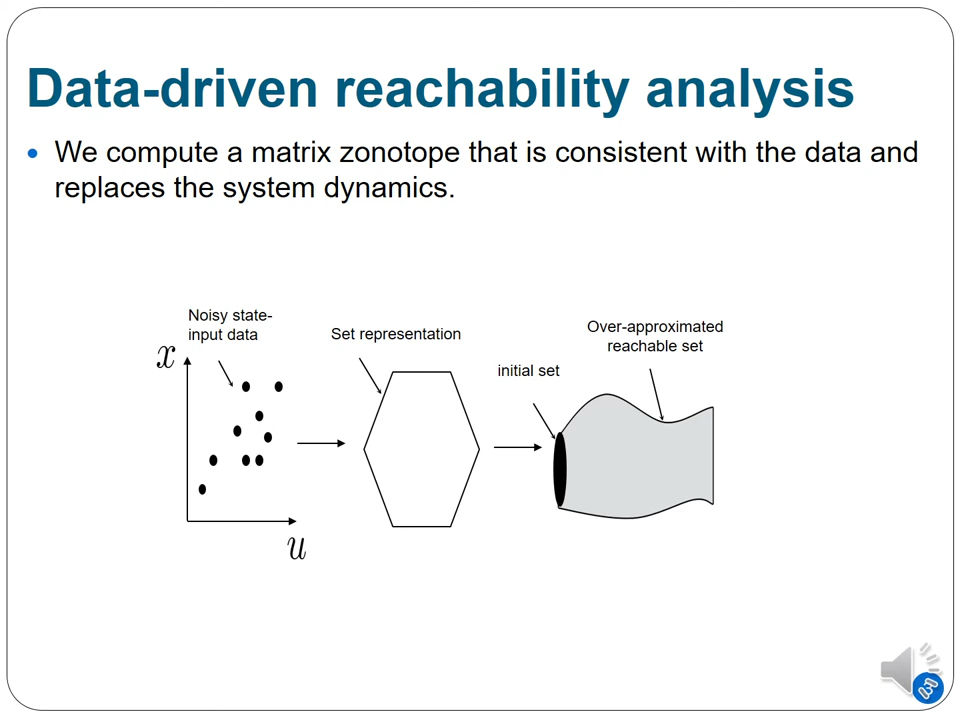 Data-driven reachability analysis
• We compute a matrix zonotope that is consistent with the data and
replaces the system dynamics.
Noisy state-
input data
Set representation
initial set
Over-approximated
reachable set
x
u